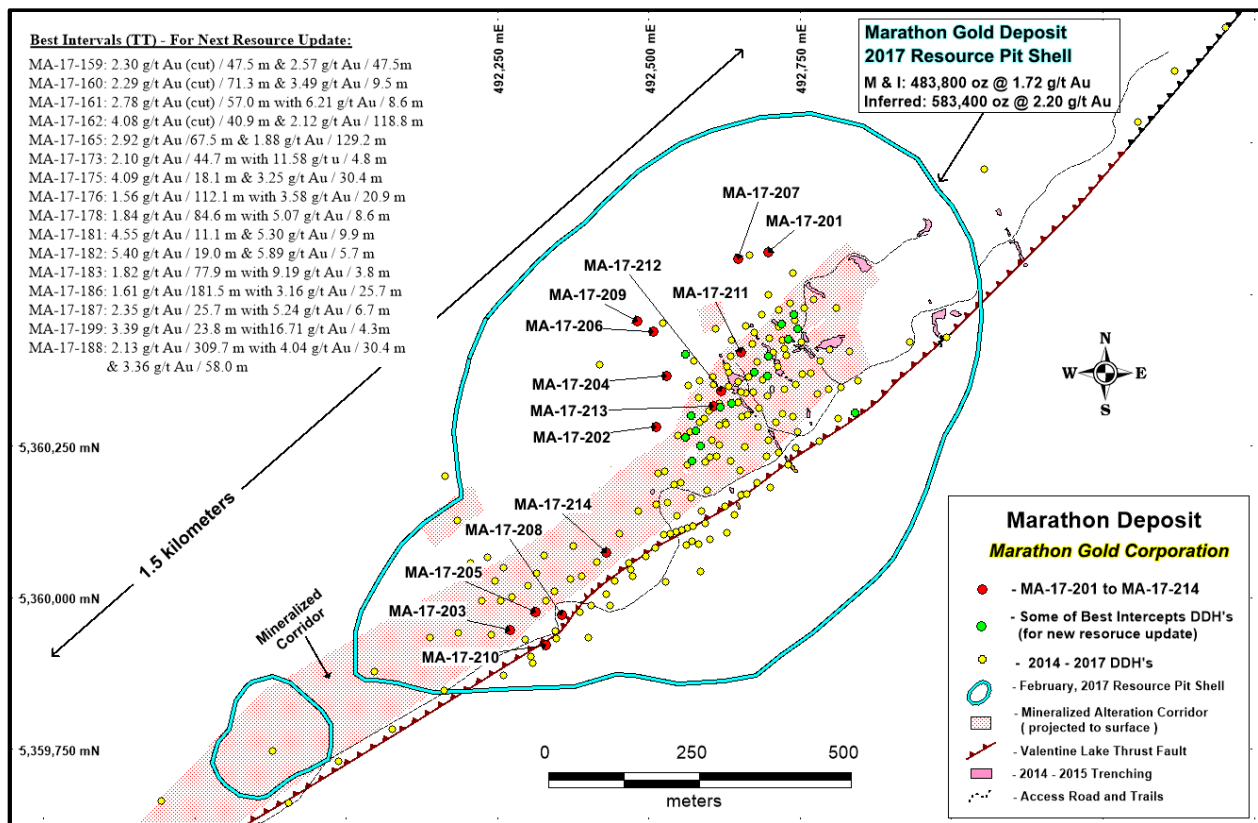 Best Intervals (TT) - For Next Resource Update:
MA-17-159: 2.30 g/t Au (cut) / 47.5 m & 2.57 g/t Au / 47.5m
MA-17-160: 2.29 g/t Au (cut) / 71.3 m & 3.49 g/t Au / 9.5 m
MA-17-161: 2.78 g/t Au (cut) / 57.0 m with 6.21 g/t Au / 8.6 m
MA-17-162: 4.08 g/t Au (cut) / 40.9 m & 2.12 g/t Au / 118.8 m
MA-17-165: 2.92 g/t Au /67.5 m & 1.88 g/t Au / 129.2 m
MA-17-173: 2.10 g/t Au / 44.7 m with 11.58 g/t u / 4.8 m
MA-17-175: 4.09 g/t Au / 18.1 m & 3.25 g/t Au / 30.4 m
MA-17-176: 1.56 g/t Au / 112.1 m with 3.58 g/t Au / 20.9 m
MA-17-178: 1.84 g/t Au / 84.6 m with 5.07 g/t Au / 8.6 m
MA-17-181: 4.55 g/t Au / 11.1 m & 5.30 g/t Au / 9.9 m
MA-17-182: 5.40 g/t Au / 19.0 m & 5.89 g/t Au / 5.7 m
MA-17-183: 1.82 g/t Au / 77.9 m with 9.19 g/t Au / 3.8 m
MA-17-186: 1.61 g/t Au /181.5 m with 3.16 g/t Au / 25.7 m
MA-17-187: 2.35 g/t Au / 25.7 m with 5.24 g/t Au / 6.7 m
MA-17-199: 3.39 g/t Au / 23.8 m with16.71 g/t Au / 4.3m
MA-17-188: 2.13 g/t Au / 309.7 m with 4.04 g/t Au / 30.4 m
& 3.36 g/t Au / 58.0 m
492,250 mE
492,500 mE
492,750 mE
Marathon Gold Deposit
2017 Resource Pit Shell
M & I: 483,800 oz @ 1.72 g/t Au
Inferred: 583,400 oz @ 2.20 g/t Au
MA-17-207
MA-17-201
MA-17-212
MA-17-209
MA-17-211
MA-17-206
MA-17-204
MA-17-213
MA-17-202
MA-17-214
MA-17-208
MA-17-205
MA-17-203
MA-17-210
N
W
E
S
5,360,250 mN
5,360,000 mN
5,359,750 mN
1.5 kilometers
Mineralized
Corridor
0
250
500
meters
Marathon Deposit
Marathon Gold Corporation
- MA-17-201 to MA-17-214
- Some of Best Intercepts DDH's
(for new resoruce update)
- 2014 - 2017 DDH's
- February, 2017 Resource Pit Shell
- Mineralized Alteration Corridor
( projected to surface )
- Valentine Lake Thrust Fault
- 2014 - 2015 Trenching
- Access Road and Trails